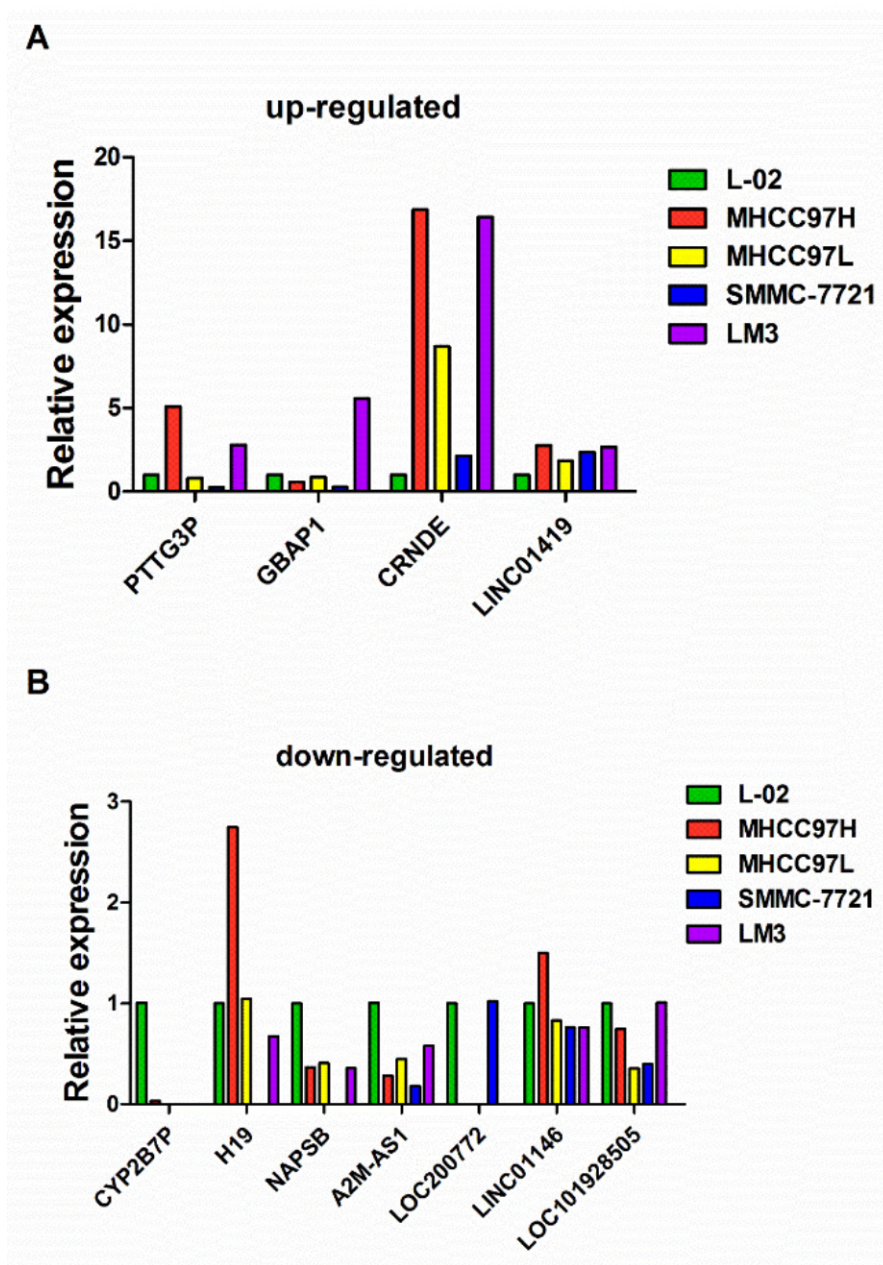 A
up-regulated
Relative expression
20
15
10
5
0
PTTG3P
GBAP1
CRNDE
LINC01419
L-02
MHCC97H
MHCC97L
SMMC-7721
LM3
B
down-regulated
Relative expression
3
2
1
0
CYP2B7P
H19
NAPSB
A2M-AS1
LOC200772
LINC01146
LOC101928505
L-02
MHCC97H
MHCC97L
SMMC-7721
LM3